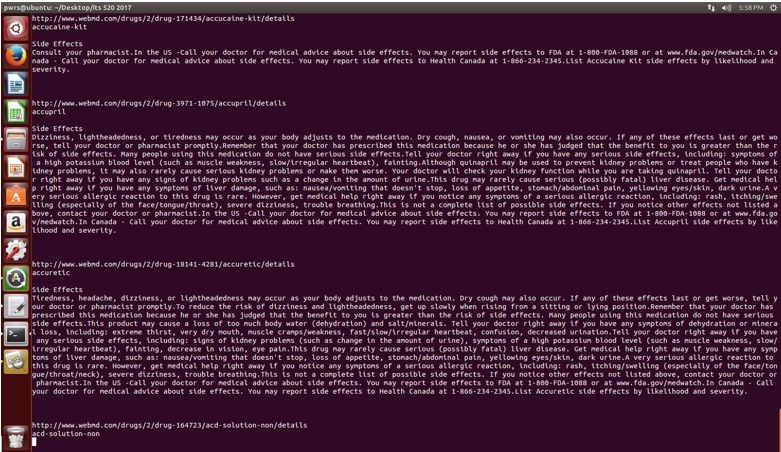 pwrs@ubuntu: ~/Desktop/its 520 2017
5:58 PM
http://www.webmd.com/drugs/2/drug-171434/accucaine-kit/details
accucaine-kit
Side Effects
Consult your pharmacist.In the US -Call your doctor for medical advice about side effects. You may report side effects to FDA at 1-800-FDA-1088 or at www.fda.gov/medwatch.In Ca
nada - Call your doctor for medical advice about side effects. You may report side effects to Health Canada at 1-866-234-2345.List Accucaine Kit side effects by likelihood and
severity.
http://www.webmd.com/drugs/2/drug-3971-1075/accupril/details
accupril
Side Effects
Dizziness, lightheadedness, or tiredness may occur as your body adjusts to the medication. Dry cough, nausea, or vomiting may also occur. If any of these effects last or get wo
rse, tell your doctor or pharmacist promptly.Remember that your doctor has prescribed this medication because he or she has judged that the benefit to you is greater than the r
isk of side effects. Many people using this medication do not have serious side effects.Tell your doctor right away if you have any serious side effects, including: symptoms of
a high potassium blood level (such as muscle weakness, slow/irregular heartbeat), fainting.Although quinapril may be used to prevent kidney problems or treat people who have k
idney problems, it may also rarely cause serious kidney problems or make them worse. Your doctor will check your kidney function while you are taking quinapril. Tell your docto
r right away if you have any signs of kidney problems such as a change in the amount of urine.This drug may rarely cause serious (possibly fatal) liver disease. Get medical hel
p right away if you have any symptoms of liver damage, such as: nausea/vomiting that doesn't stop, loss of appetite, stomach/abdominal pain, yellowing eyes/skin, dark urine.A v
ery serious allergic reaction to this drug is rare. However, get medical help right away if you notice any symptoms of a serious allergic reaction, including: rash, itching/swe
lling (especially of the face/tongue/throat), severe dizziness, trouble breathing.This is not a complete list of possible side effects. If you notice other effects not listed a
bove, contact your doctor or pharmacist.In the US -Call your doctor for medical advice about side effects. You may report side effects to FDA at 1-800-FDA-1088 or at www.fda.go
v/medwatch.In Canada - Call your doctor for medical advice about side effects. You may report side effects to Health Canada at 1-866-234-2345.List Accupril side effects by like
lihood and severity.
http://www.webmd.com/drugs/2/drug-18141-4281/accuretic/details
accuretic
Side Effects
Tiredness, headache, dizziness, or lightheadedness may occur as your body adjusts to the medication. Dry cough may also occur. If any of these effects last or get worse, tell y
our doctor or pharmacist promptly.To reduce the risk of dizziness and lightheadedness, get up slowly when rising from a sitting or lying position.Remember that your doctor has
prescribed this medication because he or she has judged that the benefit to you is greater than the risk of side effects. Many people using this medication do not have serious
side effects.This product may cause a loss of too much body water (dehydration) and salt/minerals. Tell your doctor right away if you have any symptoms of dehydration or minera
l loss, including: extreme thirst, very dry mouth, muscle cramps/weakness, fast/slow/irregular heartbeat, confusion, decreased urination.Tell your doctor right away if you have
any serious side effects, including: signs of kidney problems (such as change in the amount of urine), symptoms of a high potassium blood level (such as muscle weakness, slow/
irregular heartbeat), fainting, decrease in vision, eye pain.This drug may rarely cause serious (possibly fatal) liver disease. Get medical help right away if you have any symp
toms of liver damage, such as: nausea/vomiting that doesn't stop, loss of appetite, stomach/abdominal pain, yellowing eyes/skin, dark urine.A very serious allergic reaction to
this drug is rare. However, get medical help right away if you notice any symptoms of a serious allergic reaction, including: rash, itching/swelling (especially of the face/ton
gue/throat/neck), severe dizziness, trouble breathing.This is not a complete list of possible side effects. If you notice other effects not listed above, contact your doctor or
pharmacist.In the US -Call your doctor for medical advice about side effects. You may report side effects to FDA at 1-800-FDA-1088 or at www.fda.gov/medwatch.In Canada - Call
your doctor for medical advice about side effects. You may report side effects to Health Canada at 1-866-234-2345.List Accuretic side effects by likelihood and severity.
http://www.webmd.com/drugs/2/drug-164723/acd-solution-non/details
acd-solution-non